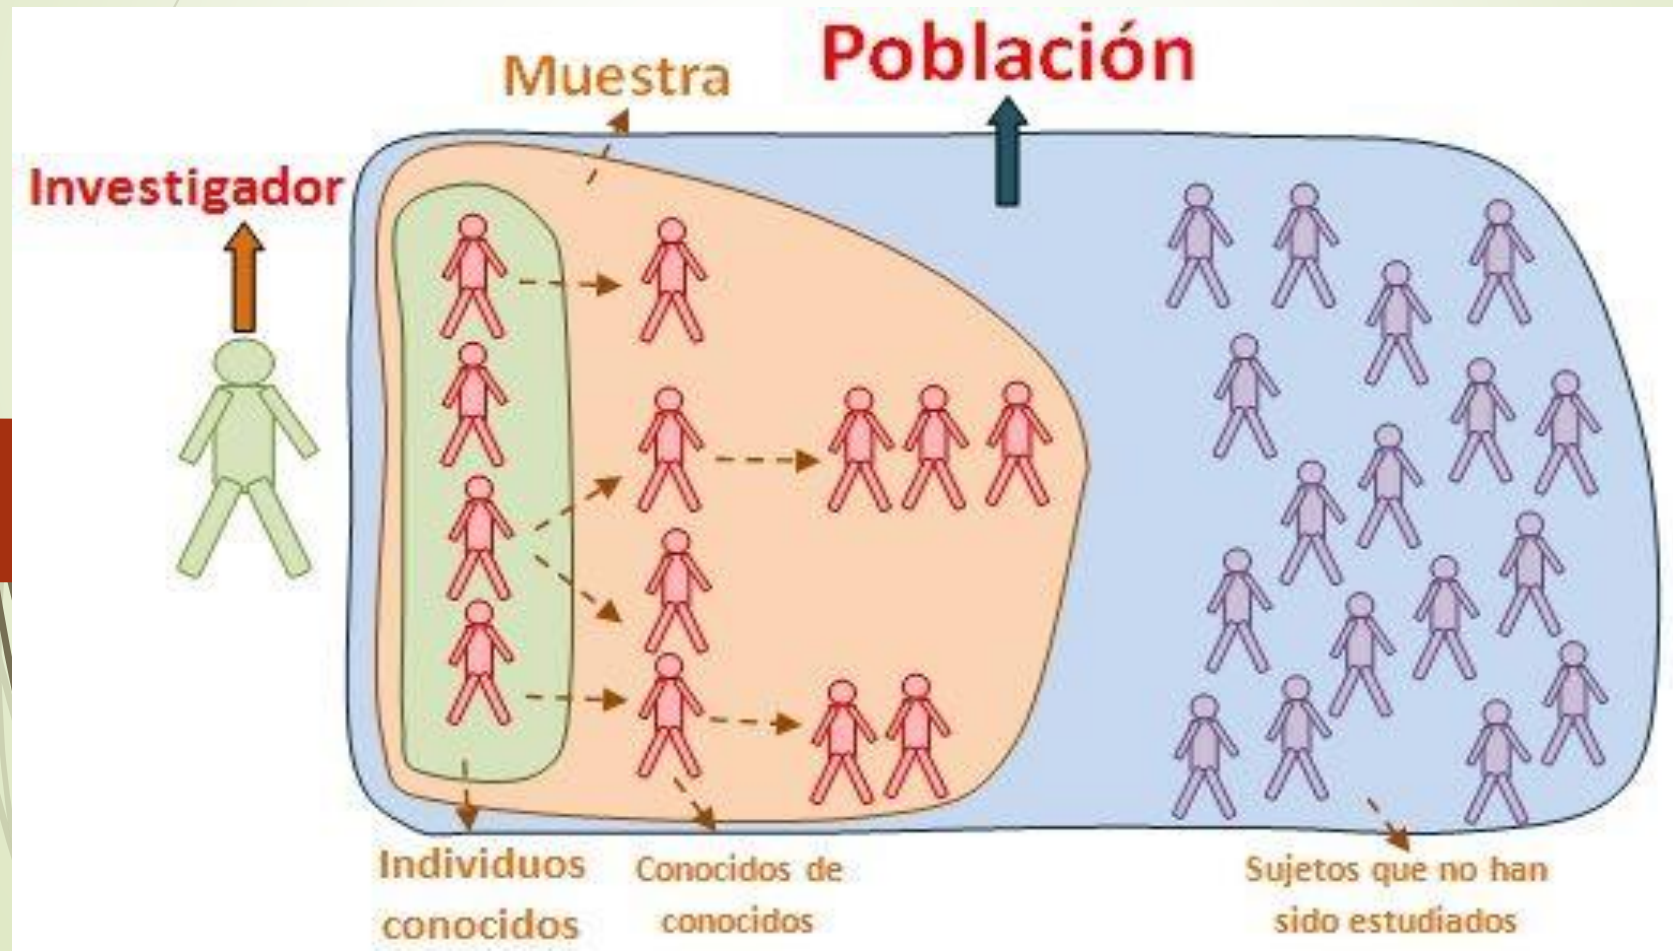 Población
Muestra
Investigador
Individuos
conocidos
Conocidos de
conocidos
Sujetos que no han
sido estudiados